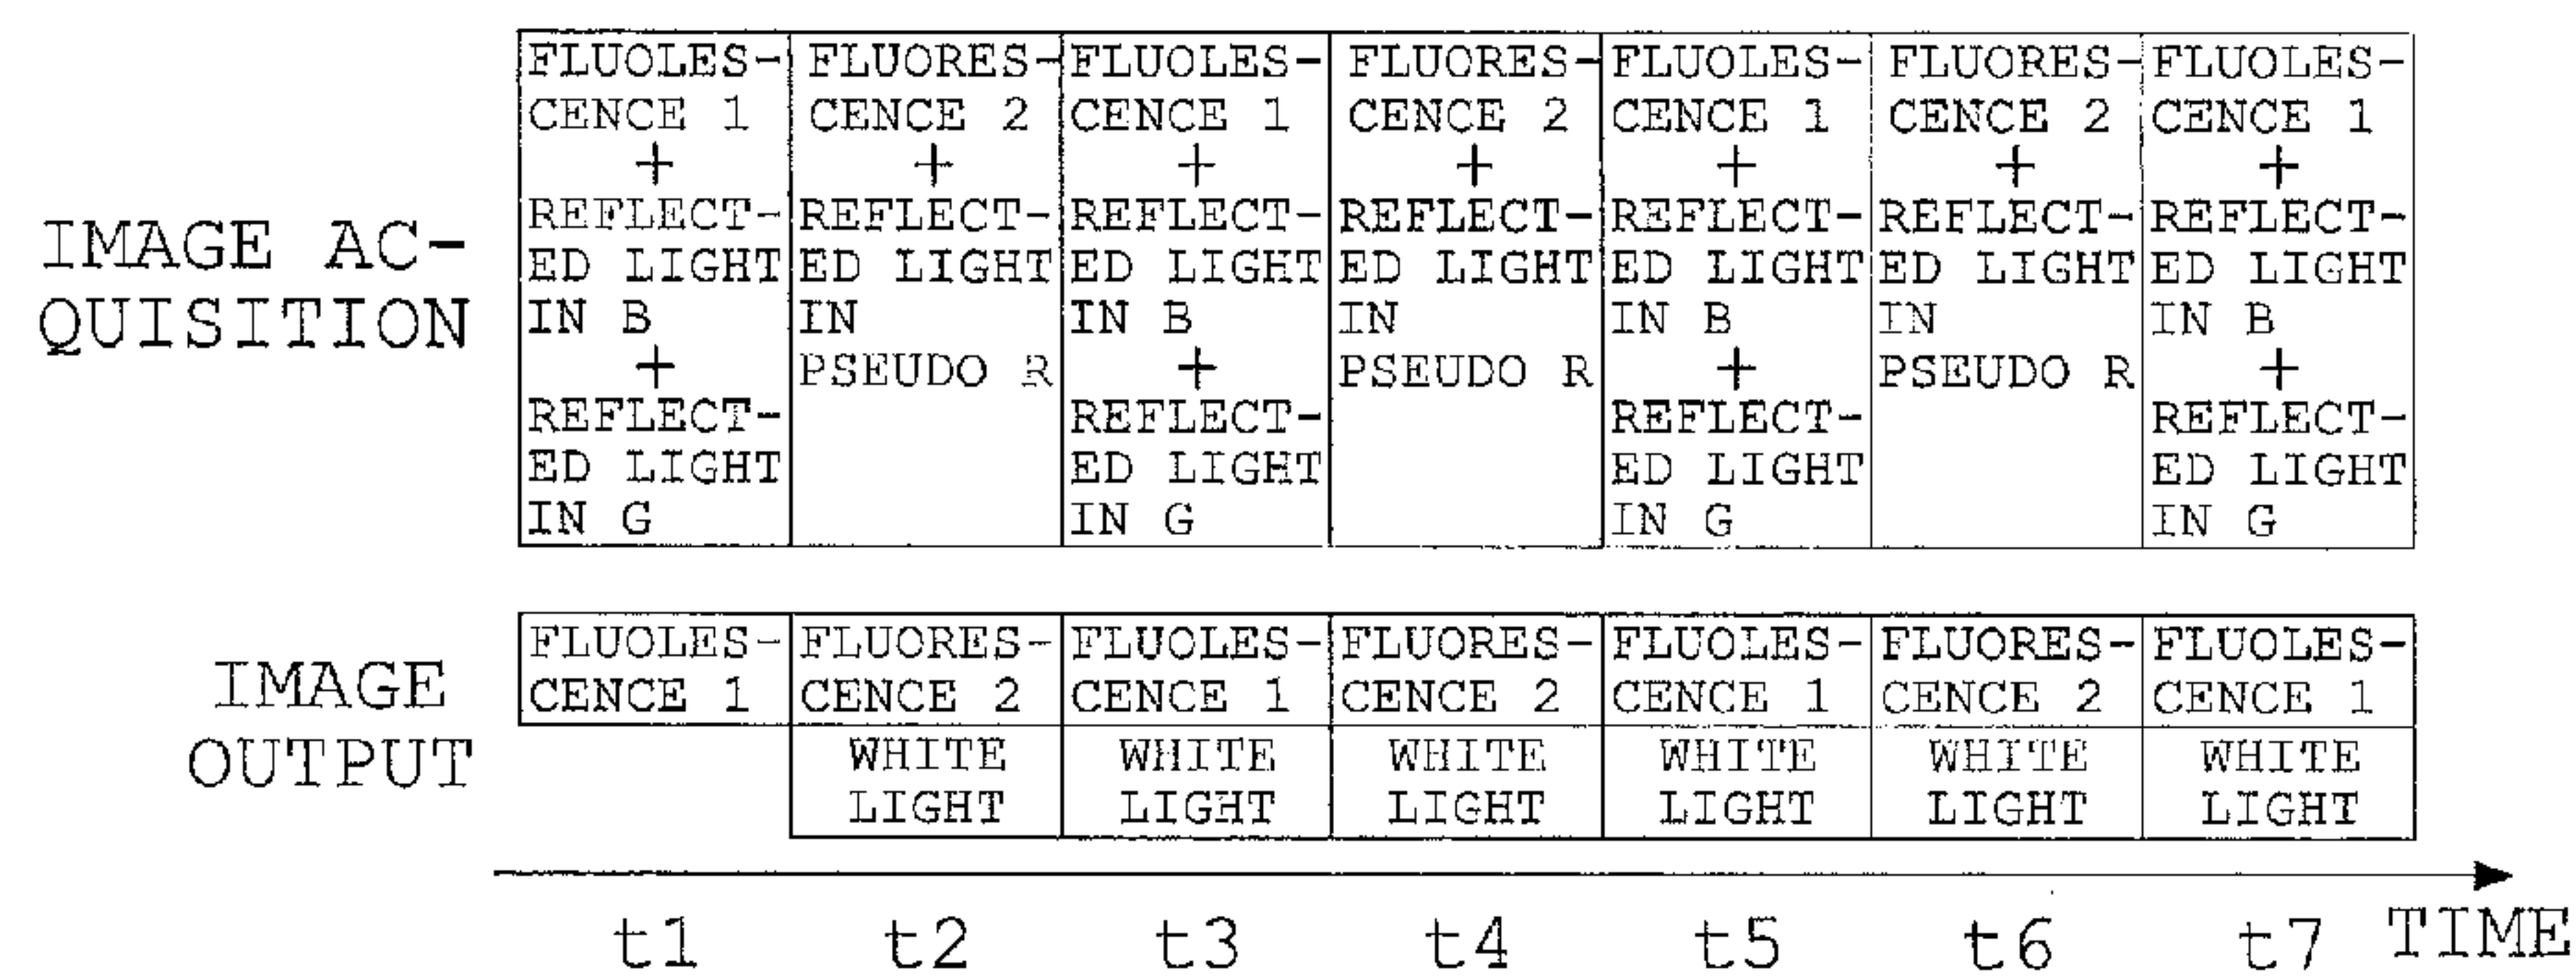 IMAGE AC-
QUISITION
FLUOLES-
CENCE 1
+
REFLECT-
ED LIGHT
IN B
+
REFLECT-
ED LIGHT
IN G
FLUORES-
CENCE 2
+
REFLECT-
ED LIGHT
IN
PSEUDO R
FLUOLES-
CENCE 1
+
REFLECT-
ED LIGHT
IN B
+
REFLECT-
ED LIGHT
IN G
FLUORES-
CENCE 2
+
REFLECT-
ED LIGHT
IN
PSEUDO R
FLUOLES-
CENCE 1
+
REFLECT-
ED LIGHT
IN B
+
REFLECT-
ED LIGHT
IN G
FLUORES-
CENCE 2
+
REFLECT-
ED LIGHT
IN
PSEUDO R
FLUOLES-
CENCE 1
+
REFLECT-
ED LIGHT
IN B
+
REFLECT-
ED LIGHT
IN G
IMAGE
OUTPUT
FLUOLES-
CENCE 1
FLUORES-
CENCE 2
FLUOLES-
CENCE 1
FLUORES-
CENCE 2
FLUOLES-
CENCE 1
FLUORES-
CENCE 2
FLUOLES-
CENCE 1
WHITE
LIGHT
WHITE
LIGHT
WHITE
LIGHT
WHITE
LIGHT
WHITE
LIGHT
WHITE
LIGHT
t1 t2 t3 t4 t5 t6 t7 TIME